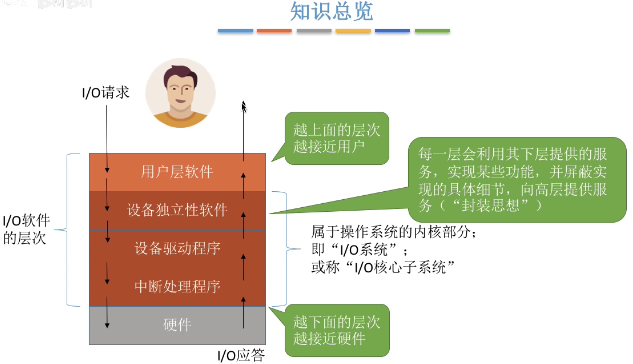 知识总览
I/O请求
越上面的层次
越接近用户
每一层会利用其下层提供的服
务，实现某些功能，并屏蔽实
现的具体细节，向高层提供服
务（“封装思想”）
用户层软件
设备独立性软件
设备驱动程序
中断处理程序
硬件
I/O软件
的层次
属于操作系统的内核部分；
即“I/O系统”；
或称“I/O核心子系统”
越下面的层次
越接近硬件
I/O应答